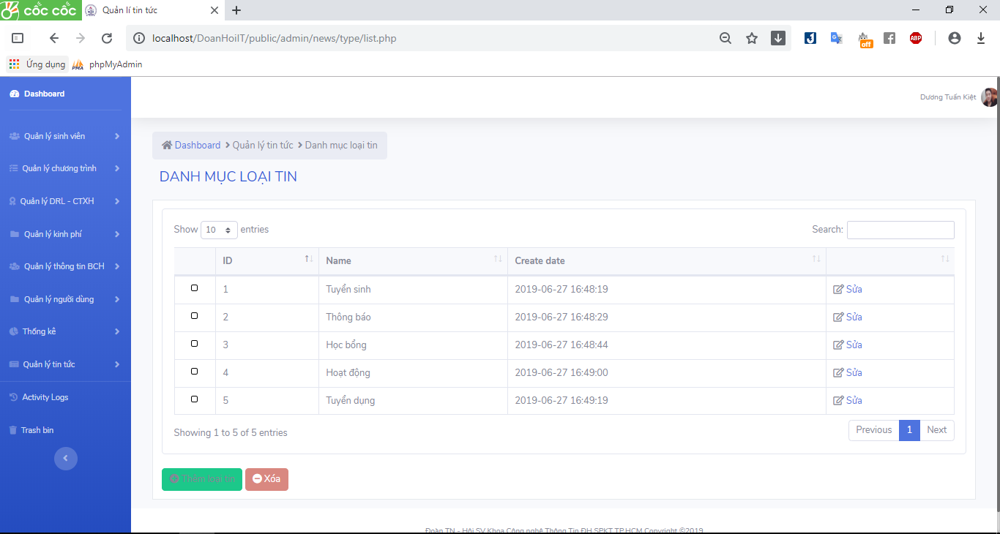 cốc cốc
Quản lí tin tức
localhost/DoanHoiIT/public/admin/news/type/list.php
off
ABP
Ứng dụng
PMA
phpMyAdmin
Dashboard
Quản lý sinh viên
Quản lý chương trình
Quản lý DRL - CTXH
Quản lý kinh phí
Quản lý thông tin BCH
Quản lý người dùng
Thống kê
Quản lý tin tức
Activity Logs
Trash bin
Dương Tuấn Kiệt
Dashboard > Quản lý tin tức > Danh mục loại tin
DANH MỤC LOẠI TIN
Show 10 entries Search:
ID Name Create date
1 Tuyển sinh 2019-06-27 16:48:19 Sửa
2 Thông báo 2019-06-27 16:48:29 Sửa
3 Học bổng 2019-06-27 16:48:44 Sửa
4 Hoạt động 2019-06-27 16:49:00 Sửa
5 Tuyển dụng 2019-06-27 16:49:19 Sửa
Showing 1 to 5 of 5 entries Previous 1 Next
Thêm loại tin Xóa
Đoàn TN - Hội SV Khoa Công nghệ Thông Tin ĐH SPKT TP.HCM Copyright ©2019